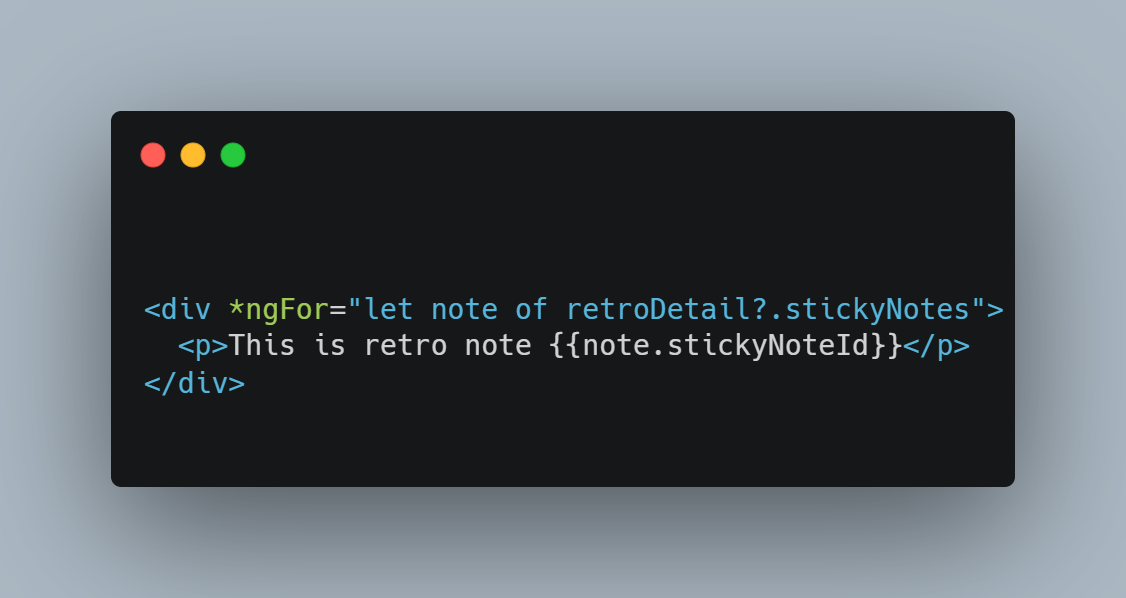 <div *ngFor="let note of retroDetail?.stickyNotes">
  <p>This is retro note {{note.stickyNoteId}}</p>
</div>